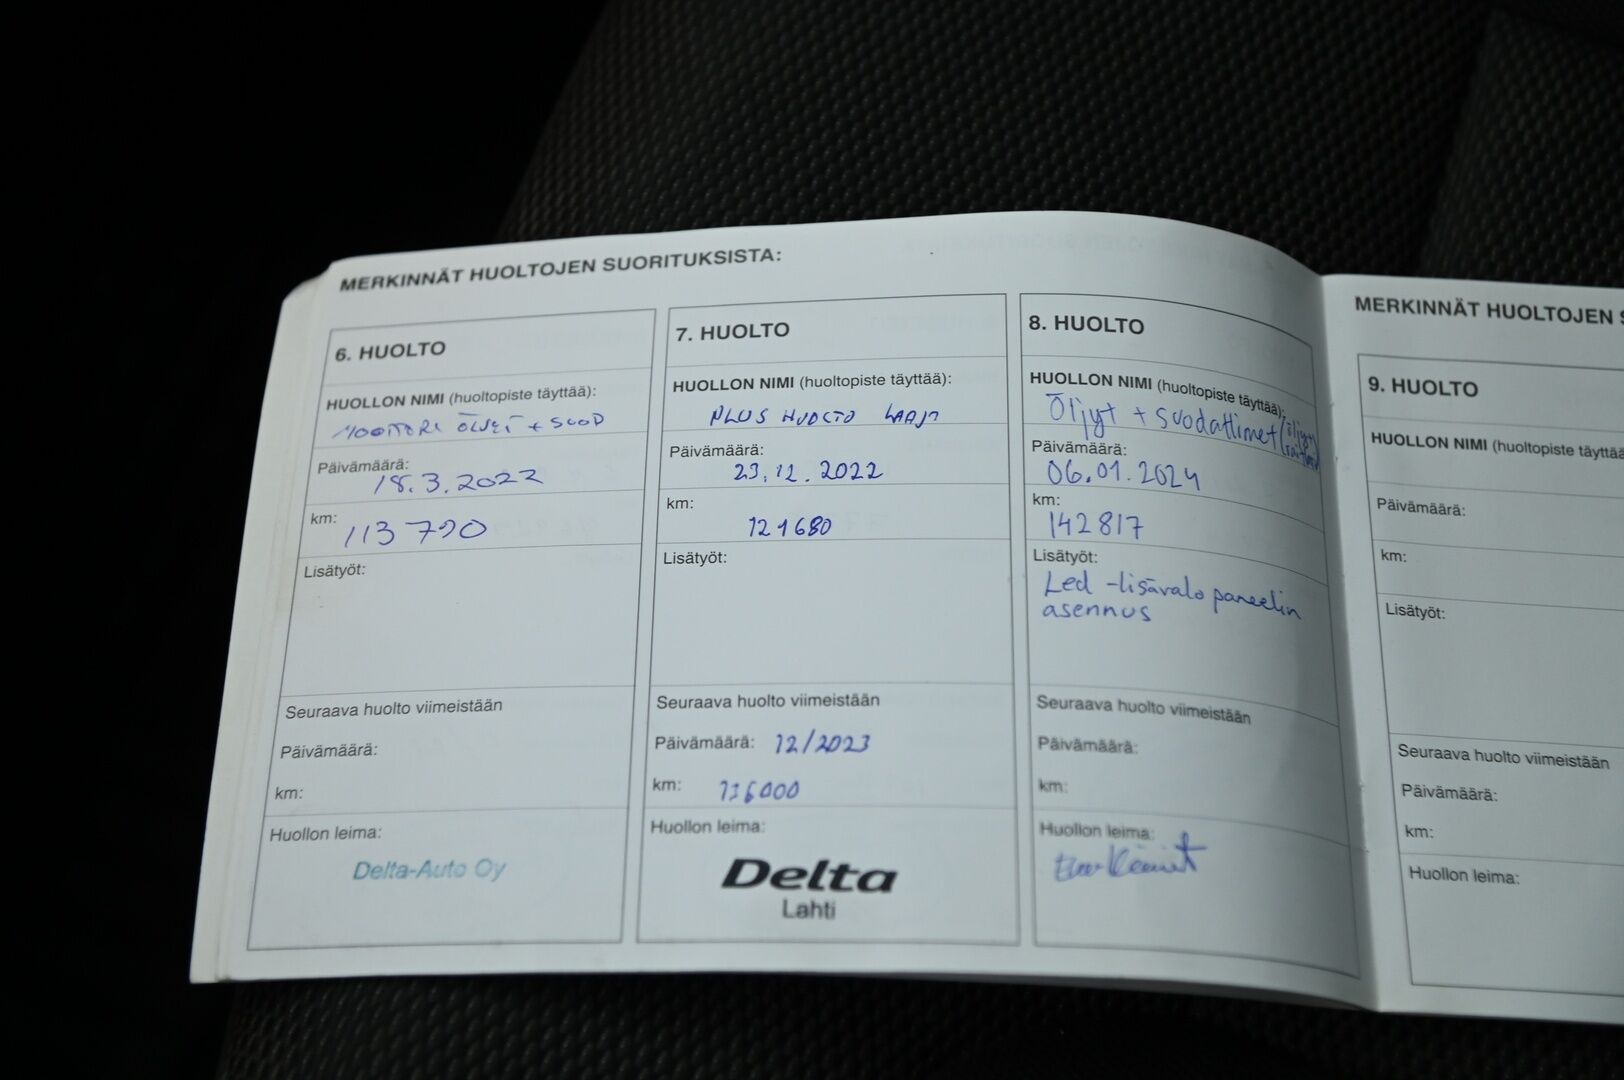 MERKINNÄT HUOLTOJEN SUORITUKSISTA:
6. HUOLTO
HUOLLON NIMI (huoltopiste täyttää):
MOOTTORI ÖLJYT + SUOD
Päivämäärä:
18.3.2022
km:
113 790
Lisätyöt:
Seuraava huolto viimeistään
Päivämäärä:
km:
Huollon leima:
Delta-Auto Oy
7. HUOLTO
HUOLLON NIMI (huoltopiste täyttää):
PLUS HUOLTO LAAJA
Päivämäärä:
23.12.2022
km:
121680
Lisätyöt:
Seuraava huolto viimeistään
Päivämäärä: 12/2023
km: 136000
Huollon leima:
Delta
Lahti
8. HUOLTO
HUOLLON NIMI (huoltopiste täyttää):
Öljyt + suodattimet
Päivämäärä:
06.01.2024
km:
142817
Lisätyöt:
Led -lisävalo paneelin
asennus
Seuraava huolto viimeistään
Päivämäärä:
km:
Huollon leima:
MERKINNÄT HUOLTOJEN S
9. HUOLTO
HUOLLON NIMI (huoltopiste täyttää
Päivämäärä:
km:
Lisätyöt:
Seuraava huolto viimeistään
Päivämäärä:
km:
Huollon leima: